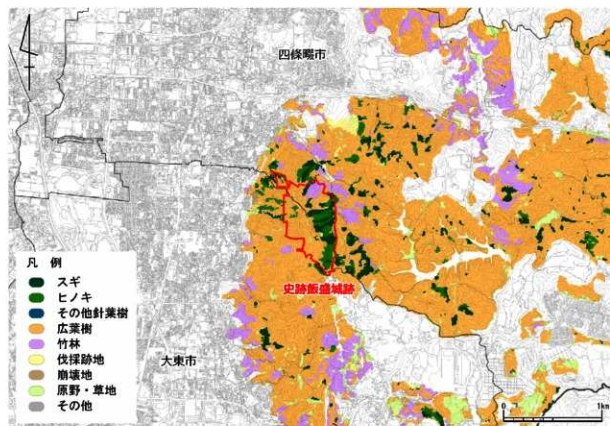 四條畷市
史跡飯盛城跡
大東市
凡 例
スギ
ヒノキ
その他針葉樹
広葉樹
竹林
伐採跡地
崩壊地
原野・草地
その他
0
1km